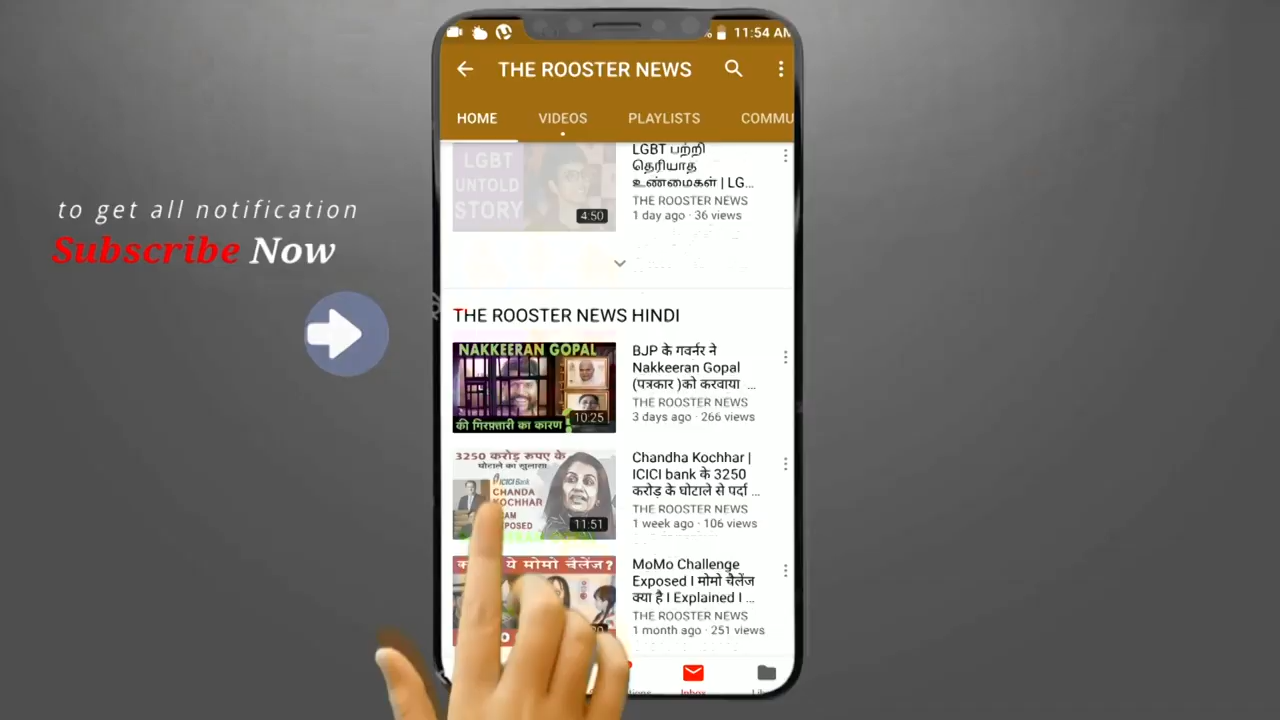 11:54 AM
THE ROOSTER NEWS
HOME VIDEOS PLAYLISTS COMMU
LGBT
UNTOLD
STORY
4:50
LGBT பற்றி
தெரியாத
உண்மைகள் | LG...
THE ROOSTER NEWS
1 day ago · 36 views
to get all notification
Subscribe Now
THE ROOSTER NEWS HINDI
NAKKEERAN GOPAL
10:25
की गिरफ़्तारी का कारण !
BJP के गवर्नर ने
Nakkeeran Gopal
(पत्रकार )को करवाया ...
THE ROOSTER NEWS
3 days ago · 266 views
3250 करोड़ रुपए के
घोटाले का खुलासा
ICICI Bank
CHANDA
KOCHHAR
EXPOSED
11:51
Chandha Kochhar |
ICICI bank के 3250
करोड़ के घोटाले से पर्दा ...
THE ROOSTER NEWS
1 week ago · 106 views
ये मोमो चैलेंज?
MoMo Challenge
Exposed I मोमो चैलेंज
क्या है I Explained I ...
THE ROOSTER NEWS
1 month ago · 251 views
Inbox